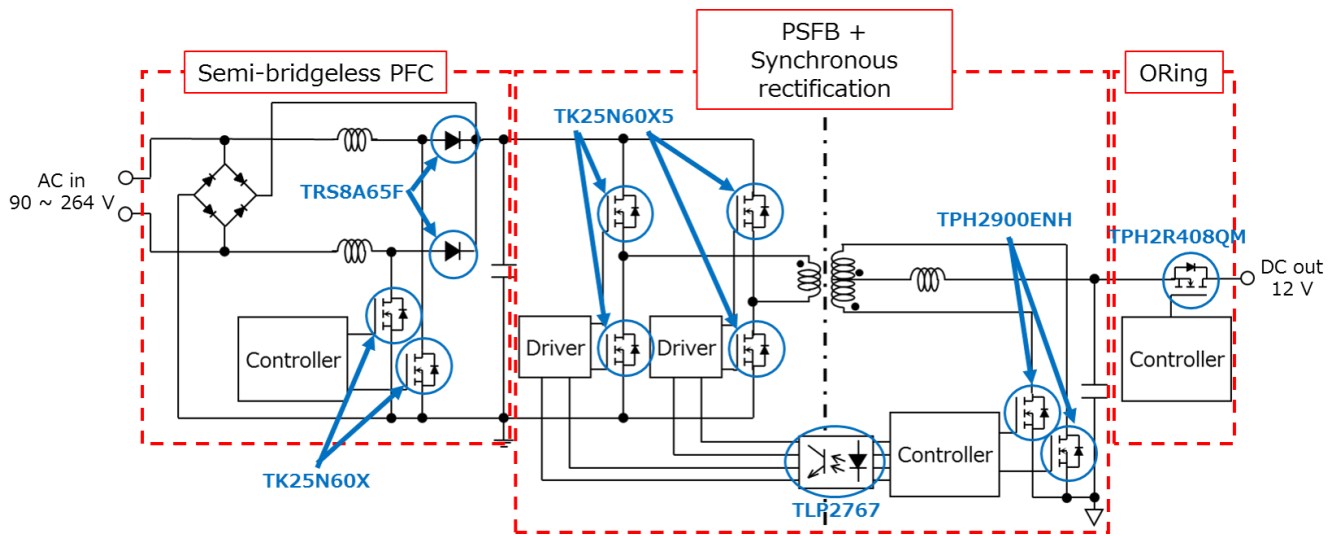 Semi-bridgeless PFC
PSFB +
Synchronous
rectification
ORing
AC in
90 ~ 264 V
TRS8A65F
TK25N60X5
TPH2900ENH
TPH2R408QM
DC out
12 V
Controller
Driver
Driver
Controller
Controller
TK25N60X
TLP2767